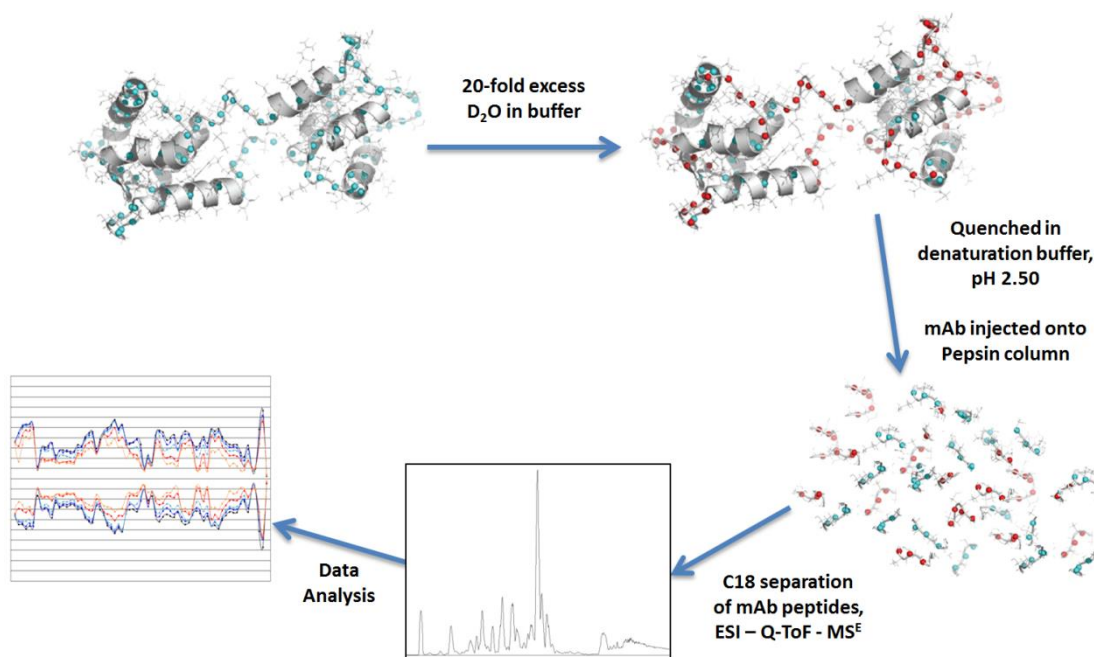 20-fold excess
D₂O in buffer
Quenched in
denaturation buffer,
pH 2.50
mAb injected onto
Pepsin column
C18 separation
of mAb peptides,
ESI – Q-ToF - MSᴱ
Data
Analysis